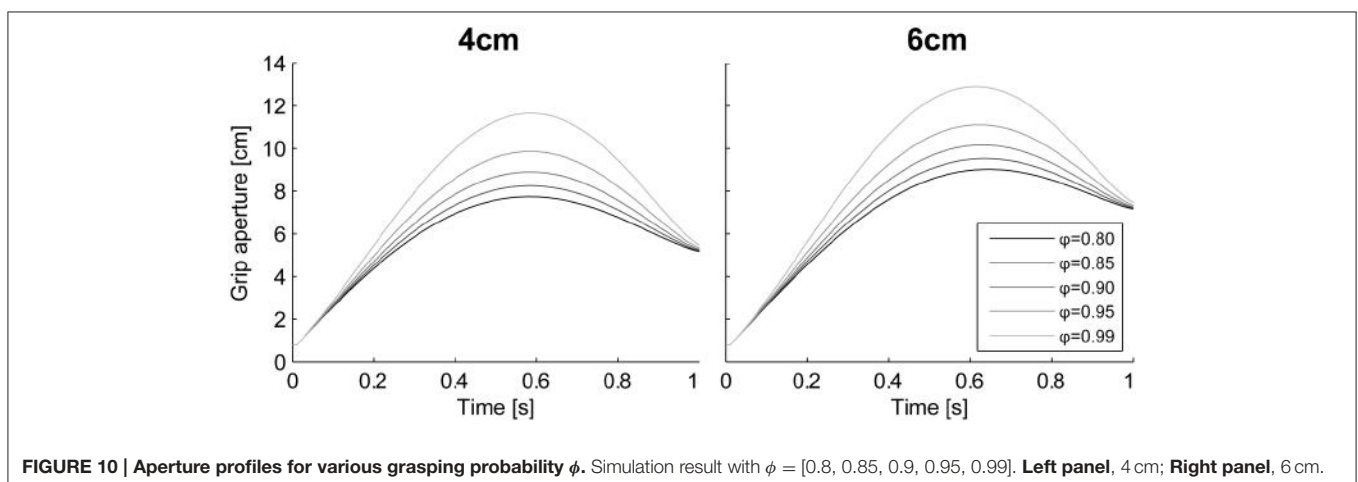 4cm
6cm
14
12
10
8
6
4
2
0
Grip aperture [cm]
0
0.2
0.4
0.6
0.8
1
Time [s]
0
0.2
0.4
0.6
0.8
1
Time [s]
φ=0.80
φ=0.85
φ=0.90
φ=0.95
φ=0.99
FIGURE 10 | Aperture profiles for various grasping probability ϕ. Simulation result with ϕ = [0.8, 0.85, 0.9, 0.95, 0.99]. Left panel, 4 cm; Right panel, 6 cm.